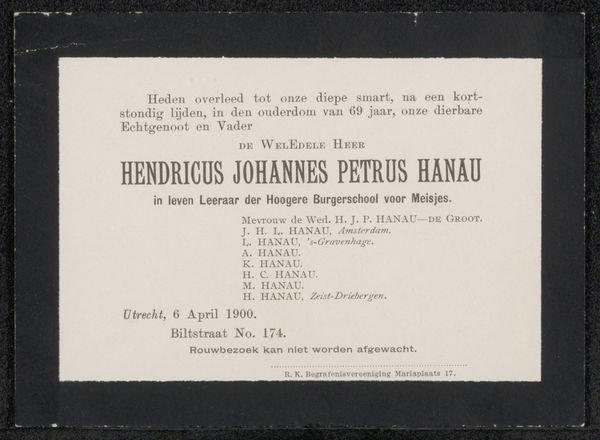 Heden overleed tot onze diepe smart, na een kort-
stondig lijden, in den ouderdom van 69 jaar, onze dierbare
Echtgenoot en Vader
DE WELEDELE HEER
HENDRICUS JOHANNES PETRUS HANAU
in leven Leeraar der Hoogere Burgerschool voor Meisjes.
Mevrouw de Wed. H. J. P. HANAU—DE GROOT.
J. H. L. HANAU, Amsterdam.
L. HANAU, 's-Gravenhage.
A. HANAU.
K. HANAU.
H. C. HANAU.
M. HANAU.
H. HANAU, Zeist-Driebergen.
Utrecht, 6 April 1900.
Biltstraat No. 174.
Rouwbezoek kan niet worden afgewacht.
R. K. Begrafenisvereeniging Mariaplaats 17.